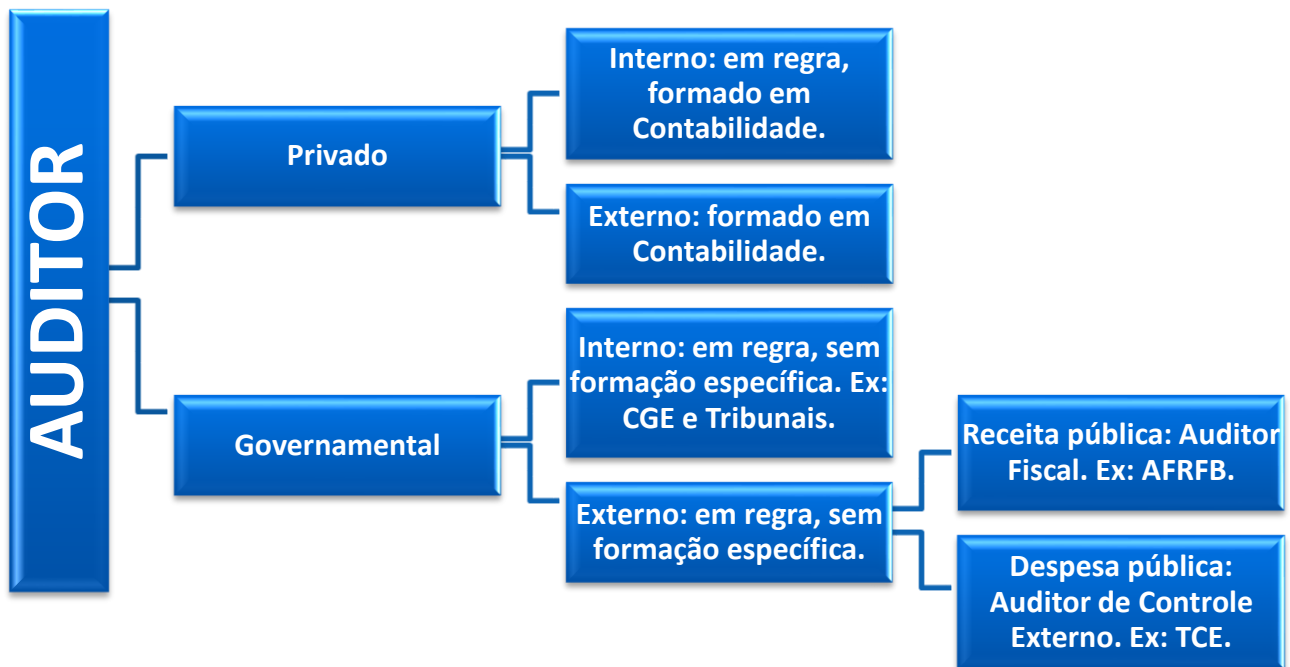 AUDITOR
Privado
Interno: em regra,
formado em
Contabilidade.
Externo: formado em
Contabilidade.
Governamental
Interno: em regra, sem
formação específica. Ex:
CGE e Tribunais.
Externo: em regra, sem
formação específica.
Receita pública: Auditor
Fiscal. Ex: AFRFB.
Despesa pública:
Auditor de Controle
Externo. Ex: TCE.